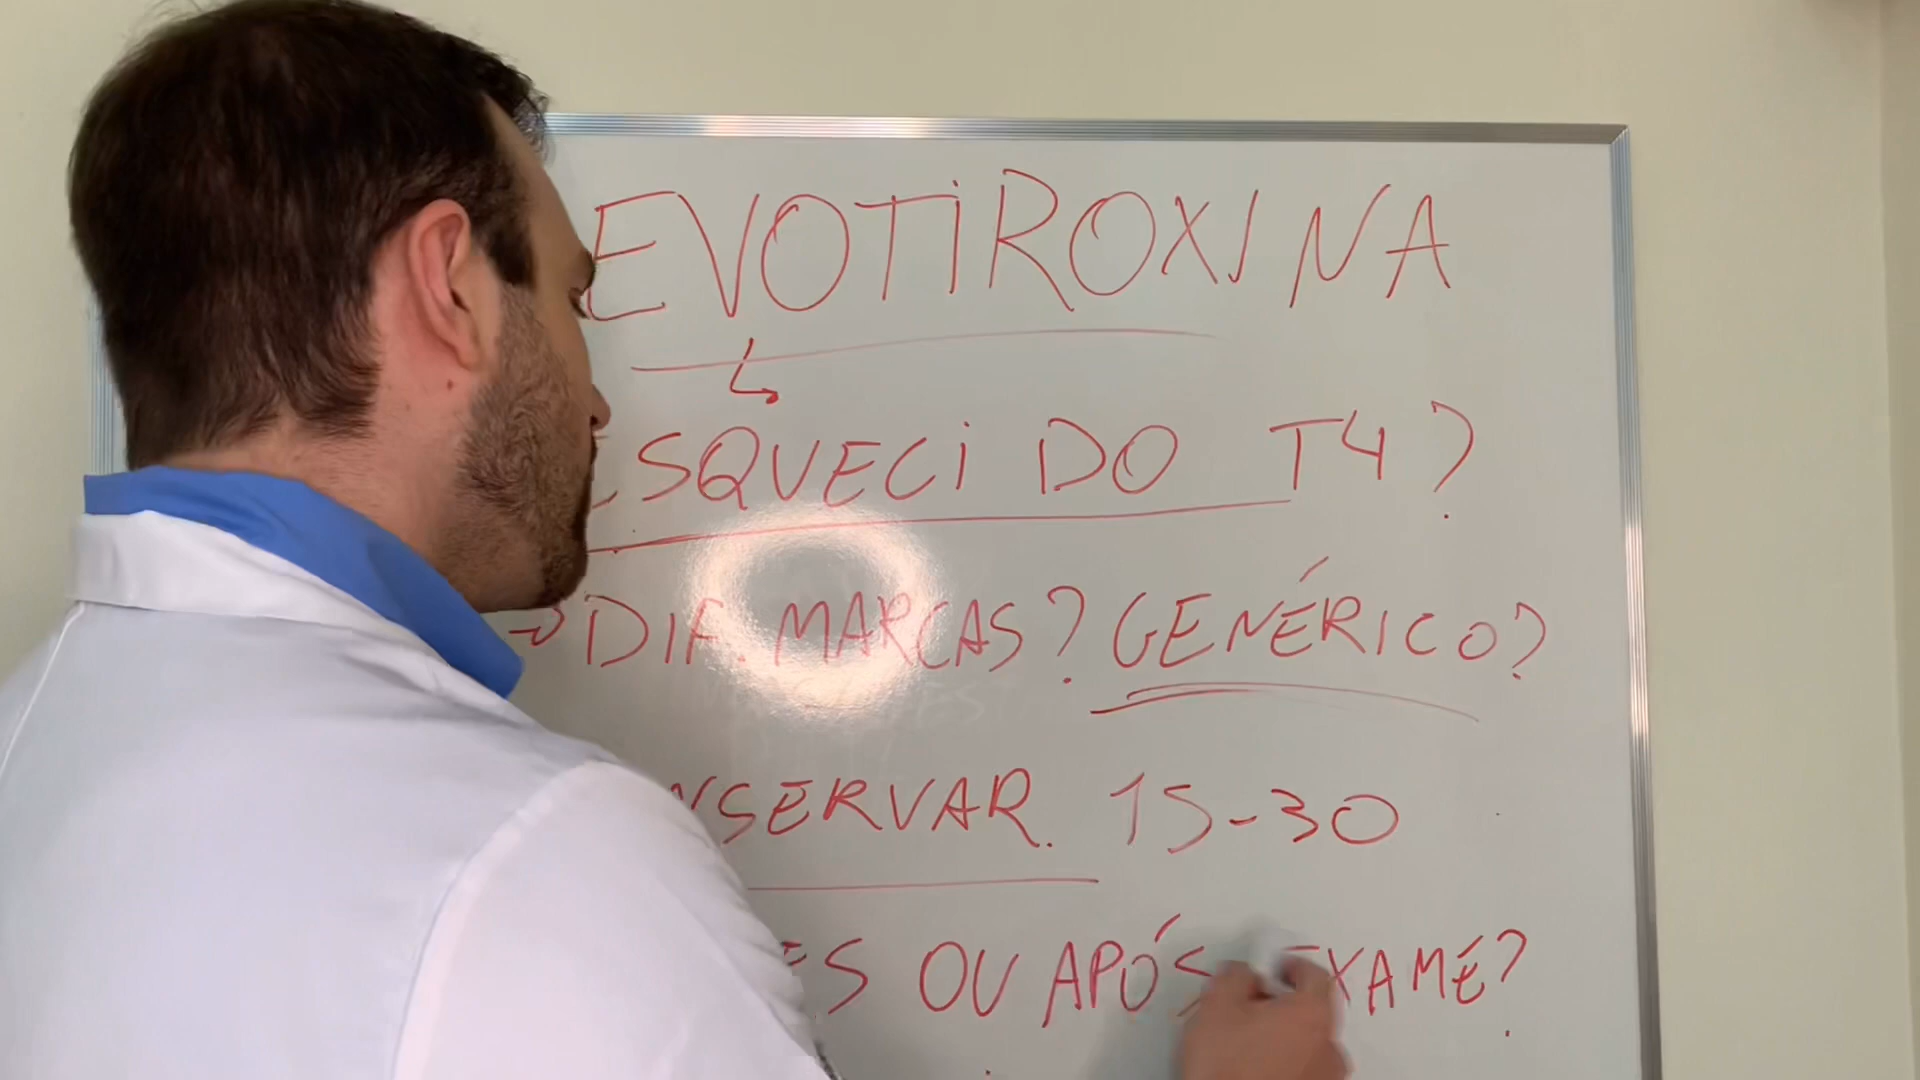 EVOTIROXINA
ESQUECI DO T4?
→ DIF. MARCAS? GENÉRICO?
NSERVAR. 15-30
ES OU APÓS EXAME?